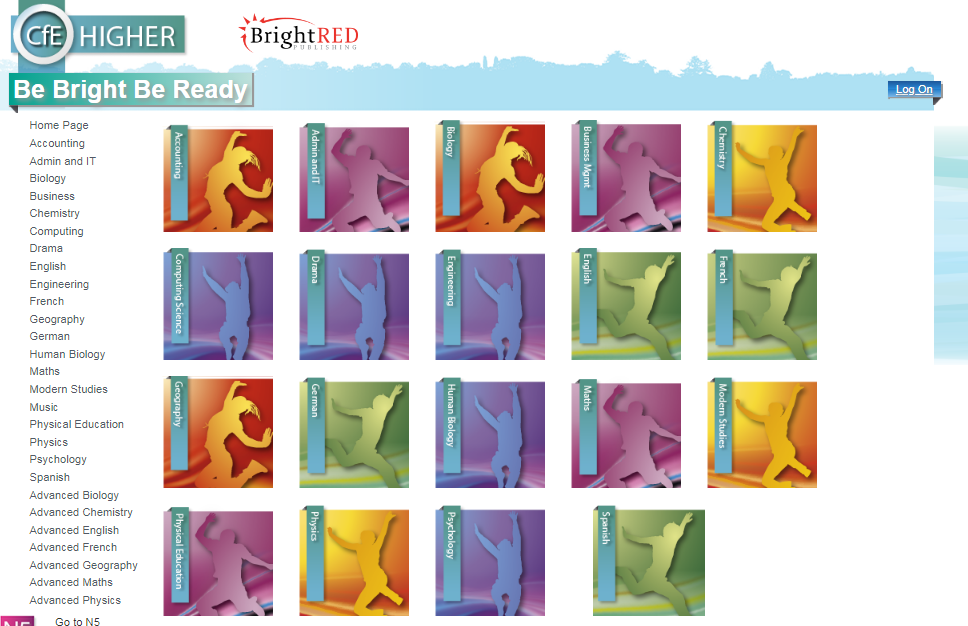 CfE HIGHER
BrightRED
PUBLISHING
Be Bright Be Ready
Log On
Home Page
Accounting
Admin and IT
Biology
Business
Chemistry
Computing
Drama
English
Engineering
French
Geography
German
Human Biology
Maths
Modern Studies
Music
Physical Education
Physics
Psychology
Spanish
Advanced Biology
Advanced Chemistry
Advanced English
Advanced French
Advanced Geography
Advanced Maths
Advanced Physics
N5
Go to N5
Accounting
Admin and IT
Biology
Business Mgmt
Chemistry
Computing Science
Drama
Engineering
English
French
Geography
German
Human Biology
Maths
Modern Studies
Physical Education
Physics
Psychology
Spanish